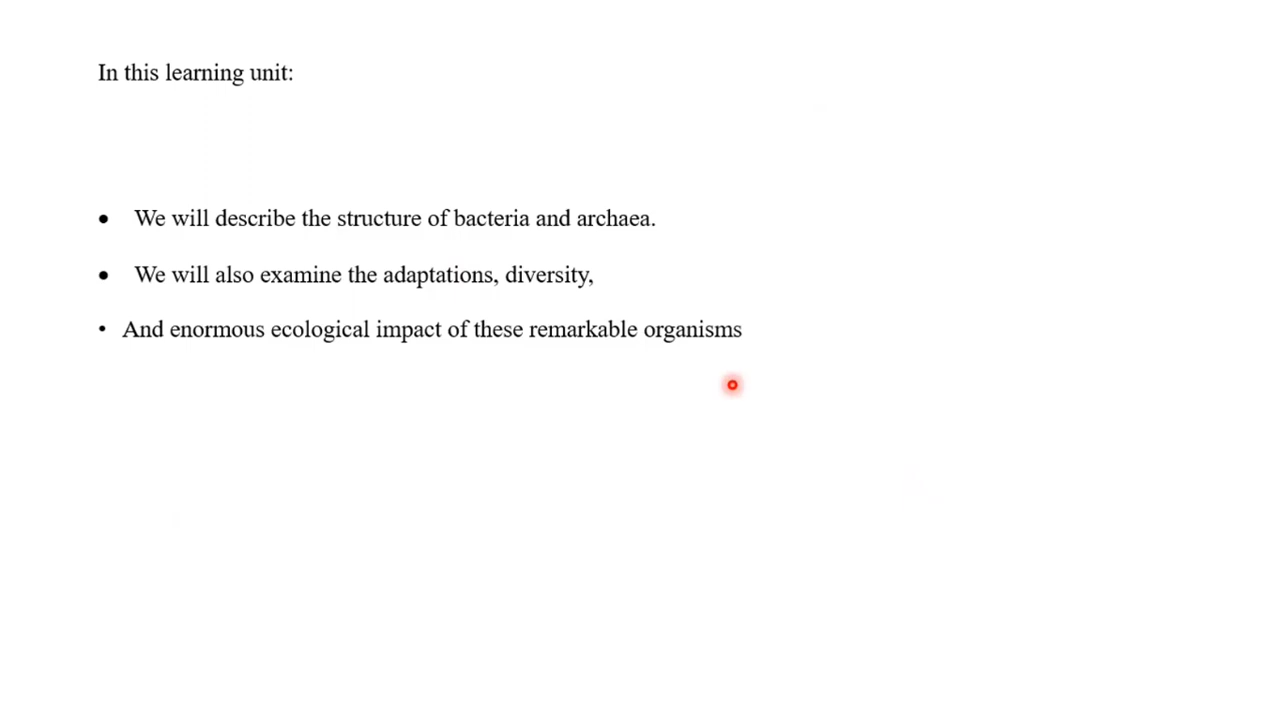 In this learning unit:
• We will describe the structure of bacteria and archaea.
• We will also examine the adaptations, diversity,
• And enormous ecological impact of these remarkable organisms